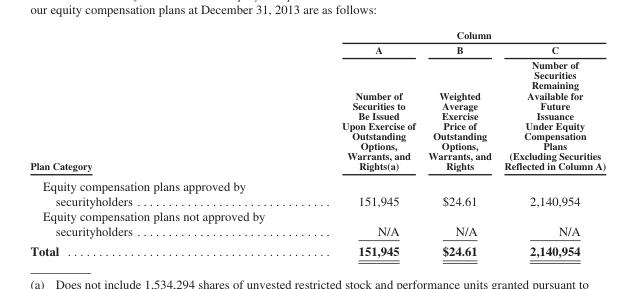 our equity compensation plans at December 31, 2013 are as follows:
Column
A B C
Number of
Securities
Remaining
Number of Weighted Available for
Securities to Average Future
Be Issued Exercise Issuance
Upon Exercise of Price of Under Equity
Outstanding Outstanding Compensation
Options, Options, Plans
Warrants, and Warrants, and (Excluding Securities
Plan Category Rights(a) Rights Reflected in Column A)
Equity compensation plans approved by
securityholders . . . . . . . . . . . . . . . . . . . . . . . . . . . . . . . 151,945 $24.61 2,140,954
Equity compensation plans not approved by
securityholders . . . . . . . . . . . . . . . . . . . . . . . . . . . . . . . N/A N/A N/A
Total . . . . . . . . . . . . . . . . . . . . . . . . . . . . . . . . . . . . . . . . . . 151,945 $24.61 2,140,954
(a) Does not include 1,534,294 shares of unvested restricted stock and performance units granted pursuant to